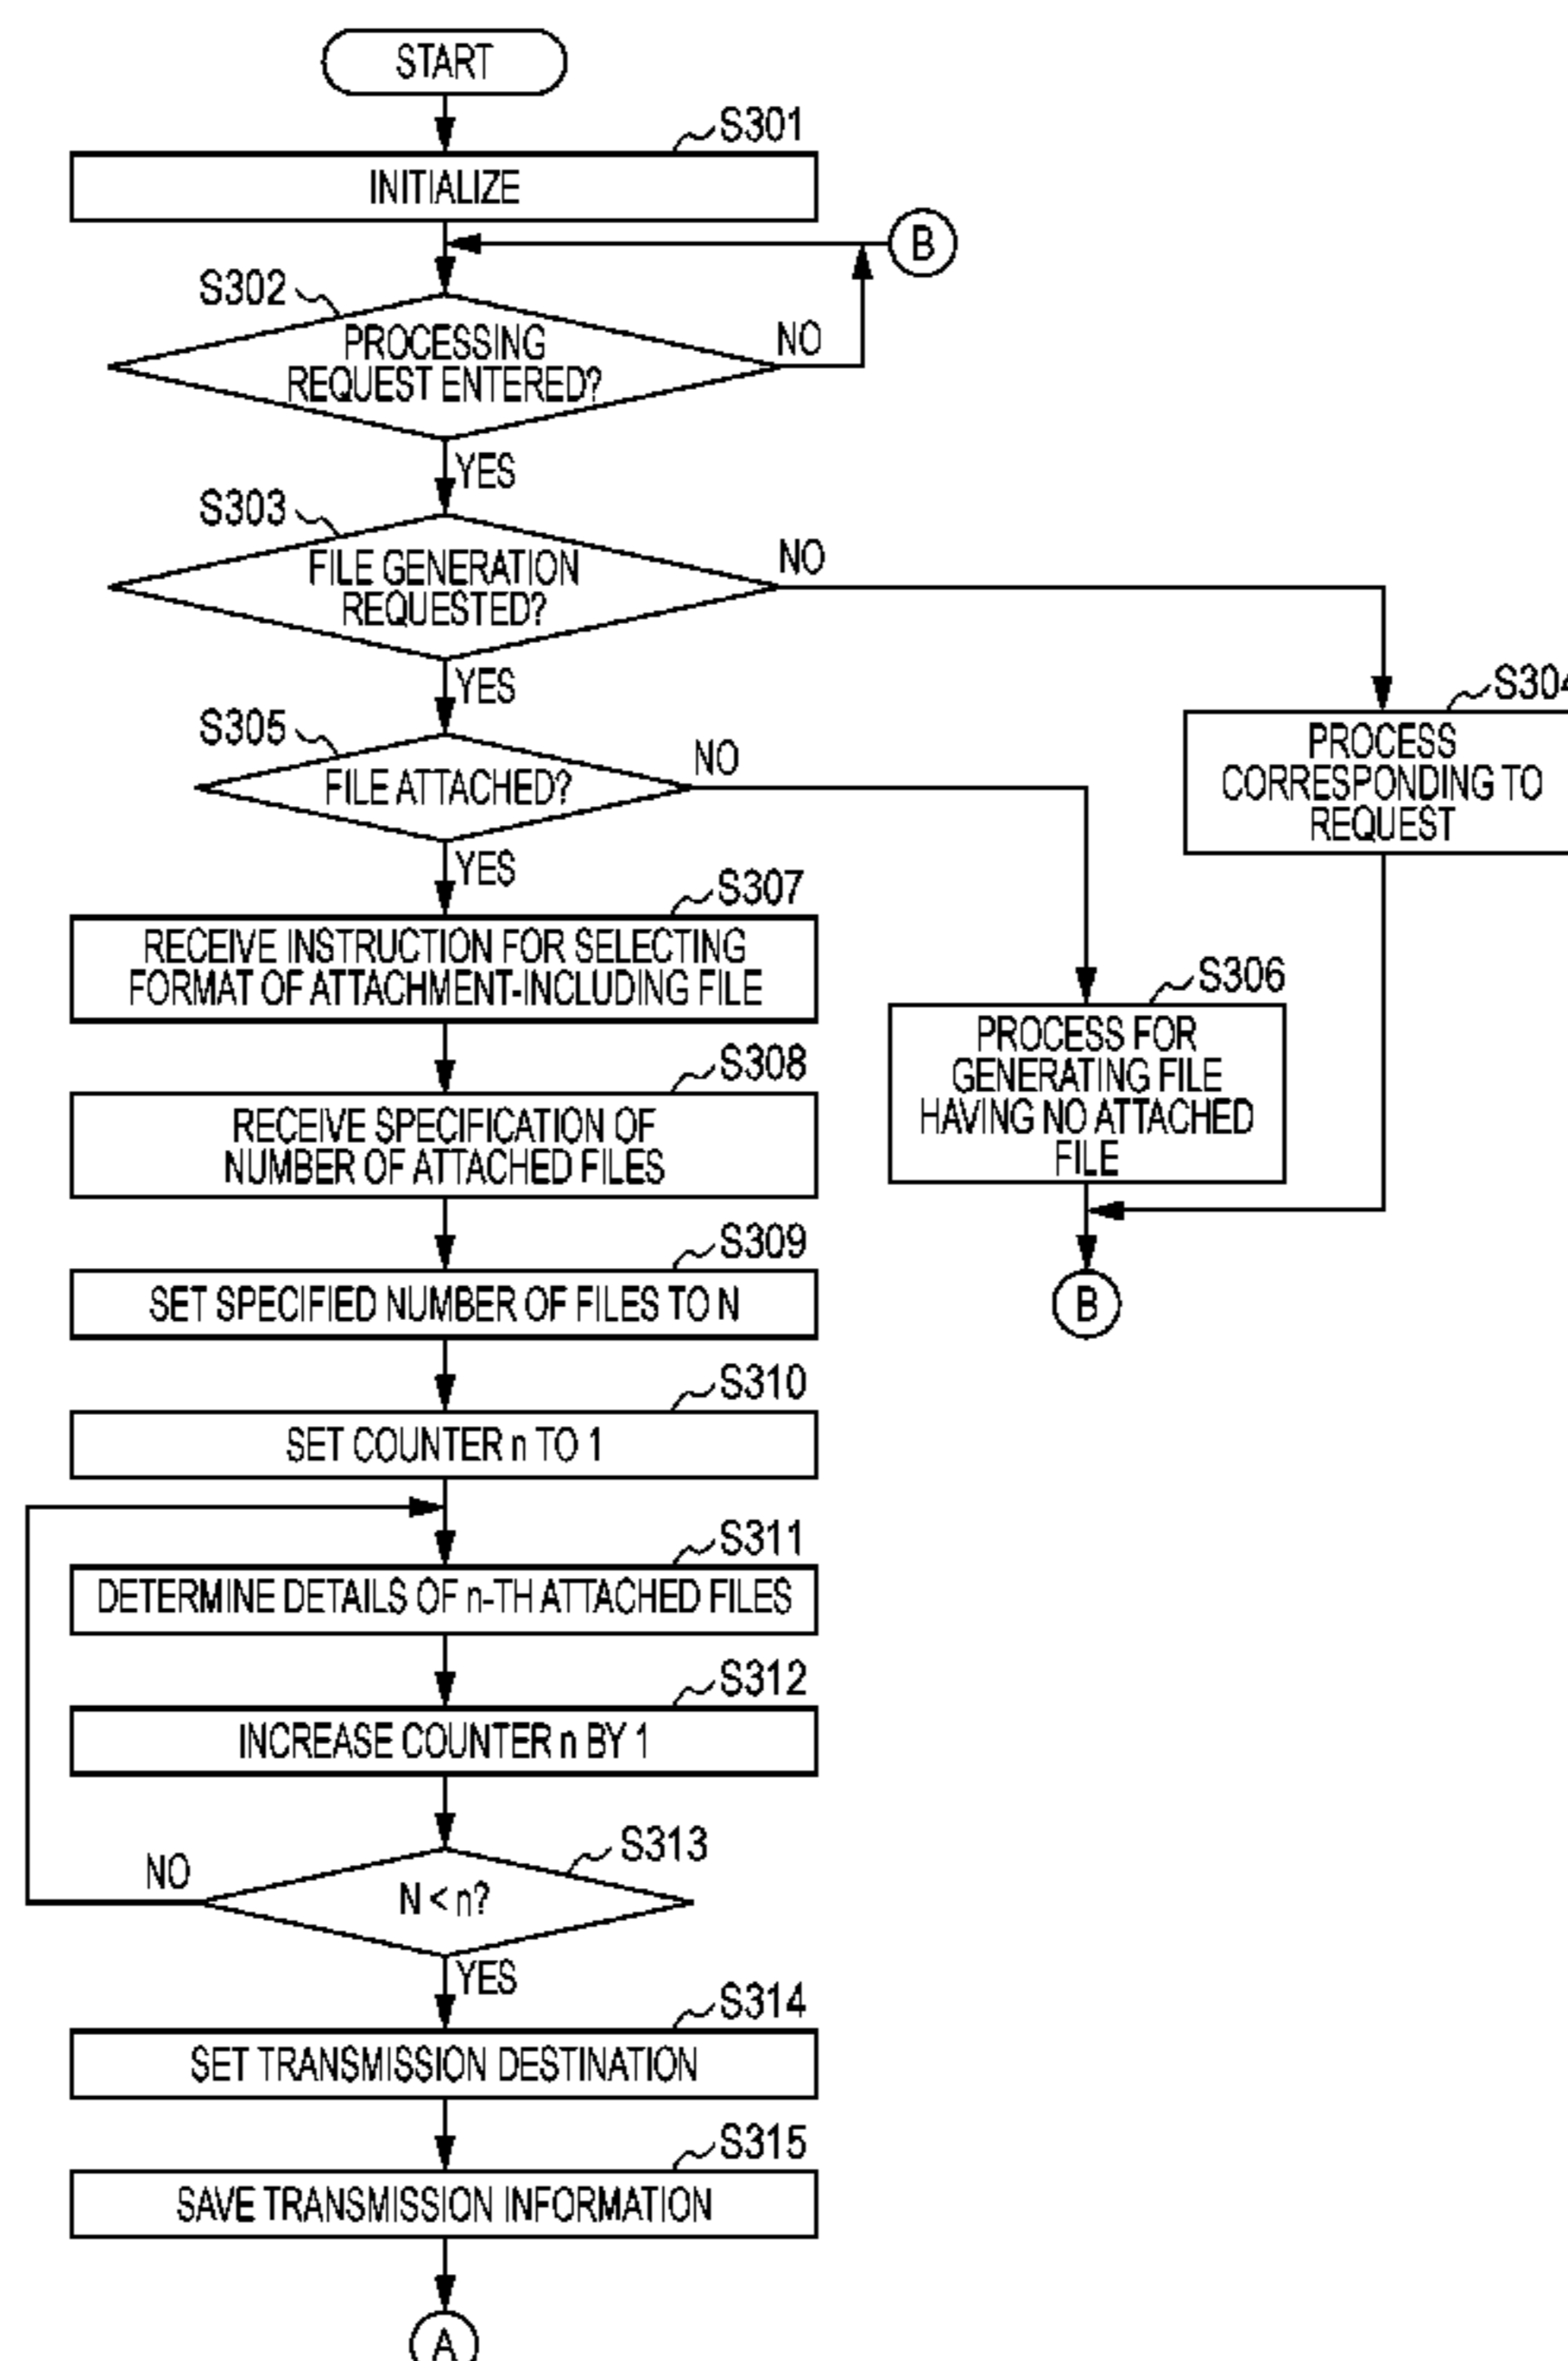 START
S301
INITIALIZE
B
S302
PROCESSING
REQUEST ENTERED?
NO
YES
S303
FILE GENERATION
REQUESTED?
NO
YES
S304
PROCESS
CORRESPONDING TO
REQUEST
S305
FILE ATTACHED?
NO
YES
S307
RECEIVE INSTRUCTION FOR SELECTING
FORMAT OF ATTACHMENT-INCLUDING FILE
S306
PROCESS FOR
GENERATING FILE
HAVING NO ATTACHED
FILE
B
S308
RECEIVE SPECIFICATION OF
NUMBER OF ATTACHED FILES
S309
SET SPECIFIED NUMBER OF FILES TO N
S310
SET COUNTER n TO 1
S311
DETERMINE DETAILS OF n-TH ATTACHED FILES
S312
INCREASE COUNTER n BY 1
S313
N < n?
NO
YES
S314
SET TRANSMISSION DESTINATION
S315
SAVE TRANSMISSION INFORMATION
A